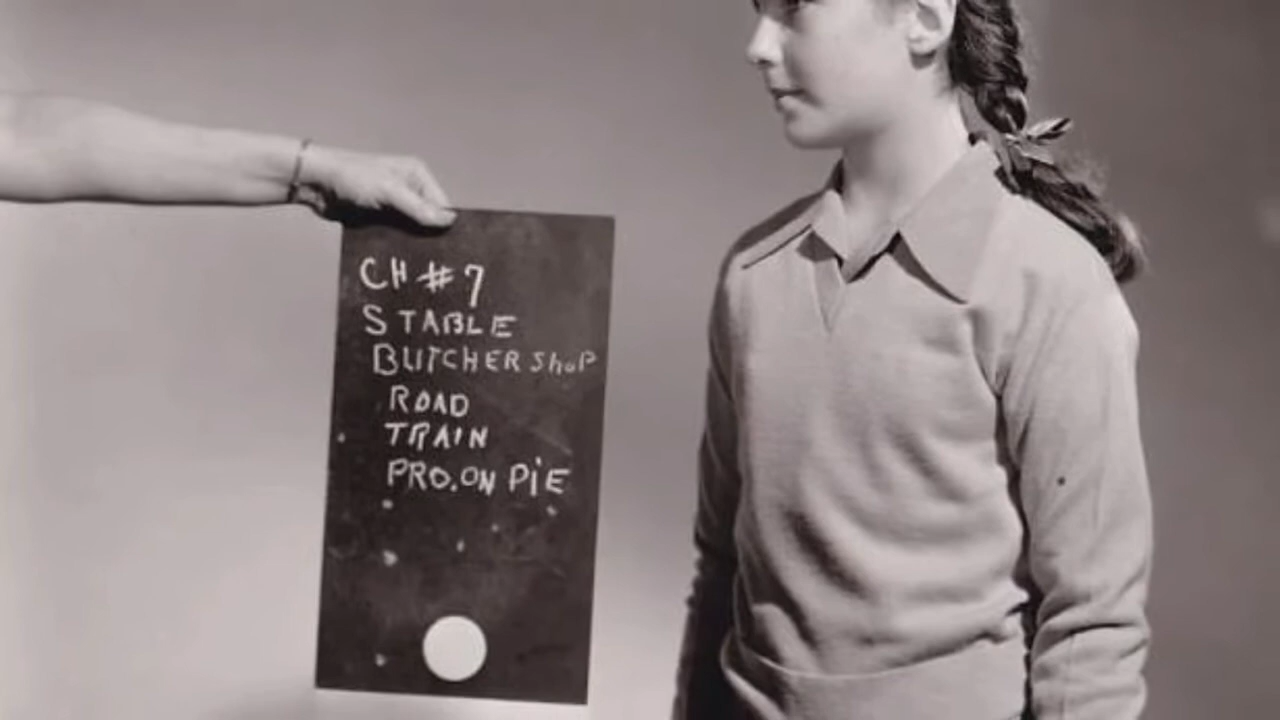 CH #7
STABLE
BUTCHER ShoP
ROAD
TRAIN
PRO.ON PiE